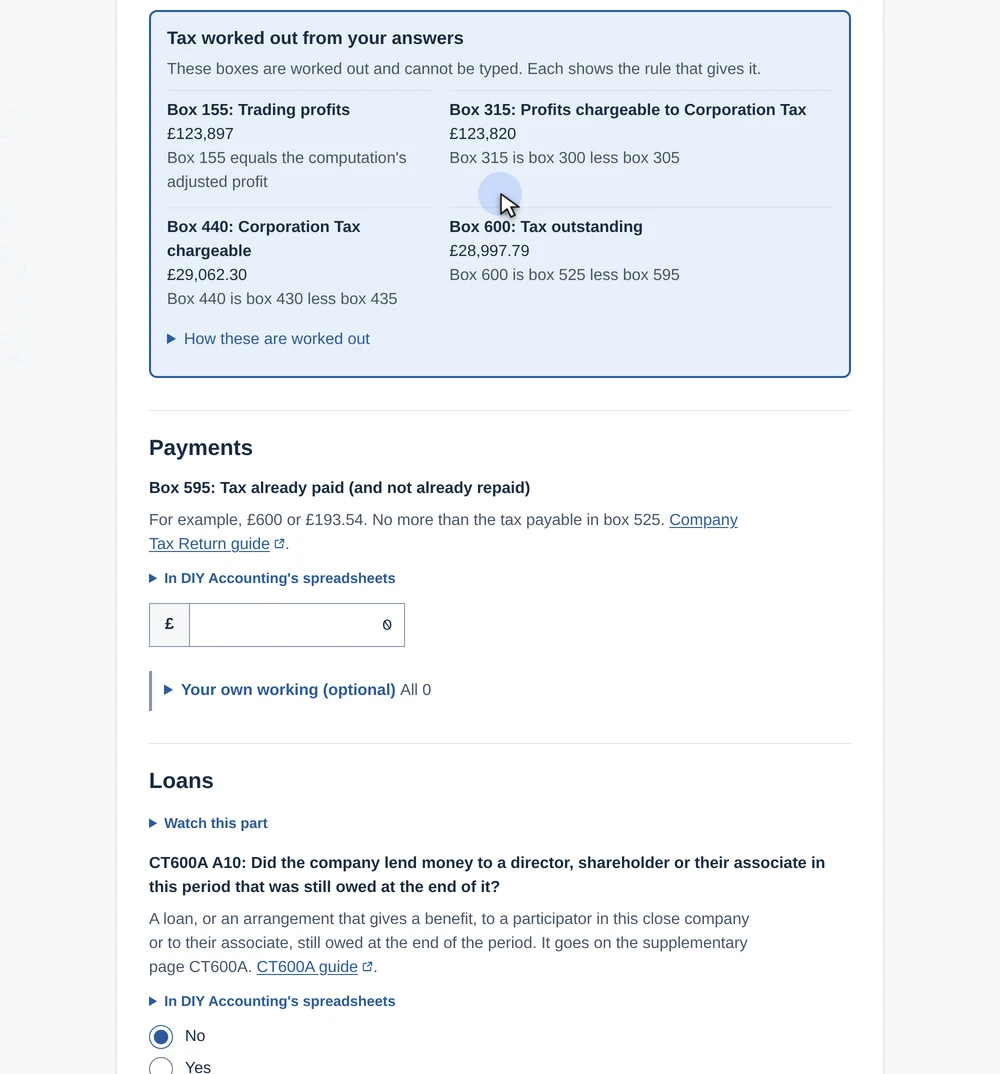 Tax worked out from your answers
These boxes are worked out and cannot be typed. Each shows the rule that gives it.
Box 155: Trading profits
£123,897
Box 155 equals the computation's
adjusted profit
Box 315: Profits chargeable to Corporation Tax
£123,820
Box 315 is box 300 less box 305
Box 440: Corporation Tax
chargeable
£29,062.30
Box 440 is box 430 less box 435
Box 600: Tax outstanding
£28,997.79
Box 600 is box 525 less box 595
How these are worked out
Payments
Box 595: Tax already paid (and not already repaid)
For example, £600 or £193.54. No more than the tax payable in box 525. Company
Tax Return guide.
In DIY Accounting's spreadsheets
£ 0
Your own working (optional) All 0
Loans
Watch this part
CT600A A10: Did the company lend money to a director, shareholder or their associate in
this period that was still owed at the end of it?
A loan, or an arrangement that gives a benefit, to a participator in this close company
or to their associate, still owed at the end of the period. It goes on the supplementary
page CT600A. CT600A guide.
In DIY Accounting's spreadsheets
No
Yes